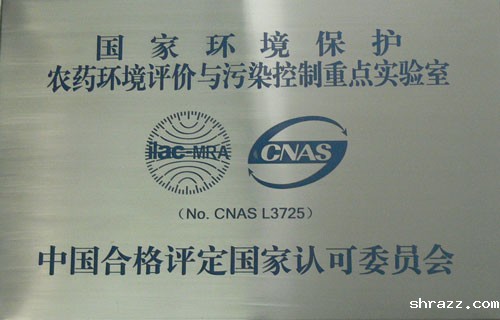 国家环境保护
农药环境评价与污染控制重点实验室
ilac-MRA
CNAS
(No. CNAS L3725)
中国合格评定国家认可委员会
shrazz.com